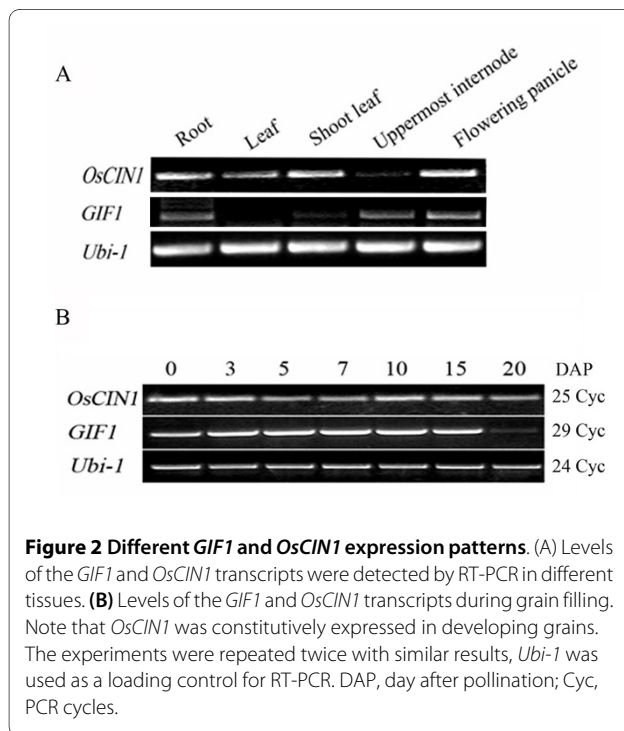 A
Root Leaf Shoot leaf Uppermost internode Flowering panicle
OsCIN1
GIF1
Ubi-1
B
0 3 5 7 10 15 20 DAP
OsCIN1 25 Cyc
GIF1 29 Cyc
Ubi-1 24 Cyc
Figure 2 Different GIF1 and OsCIN1 expression patterns. (A) Levels
of the GIF1 and OsCIN1 transcripts were detected by RT-PCR in different
tissues. (B) Levels of the GIF1 and OsCIN1 transcripts during grain filling.
Note that OsCIN1 was constitutively expressed in developing grains.
The experiments were repeated twice with similar results, Ubi-1 was
used as a loading control for RT-PCR. DAP, day after pollination; Cyc,
PCR cycles.